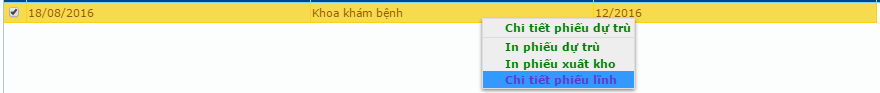 18/08/2016 Khoa khám bệnh 12/2016
Chi tiết phiếu dự trù
In phiếu dự trù
In phiếu xuất kho
Chi tiết phiếu lĩnh